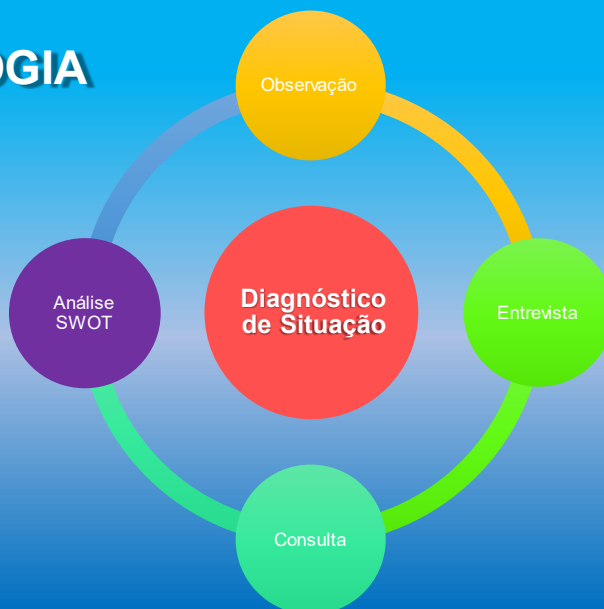 OGIA
Observação
Análise
SWOT
Diagnóstico
de Situação
Entrevista
Consulta